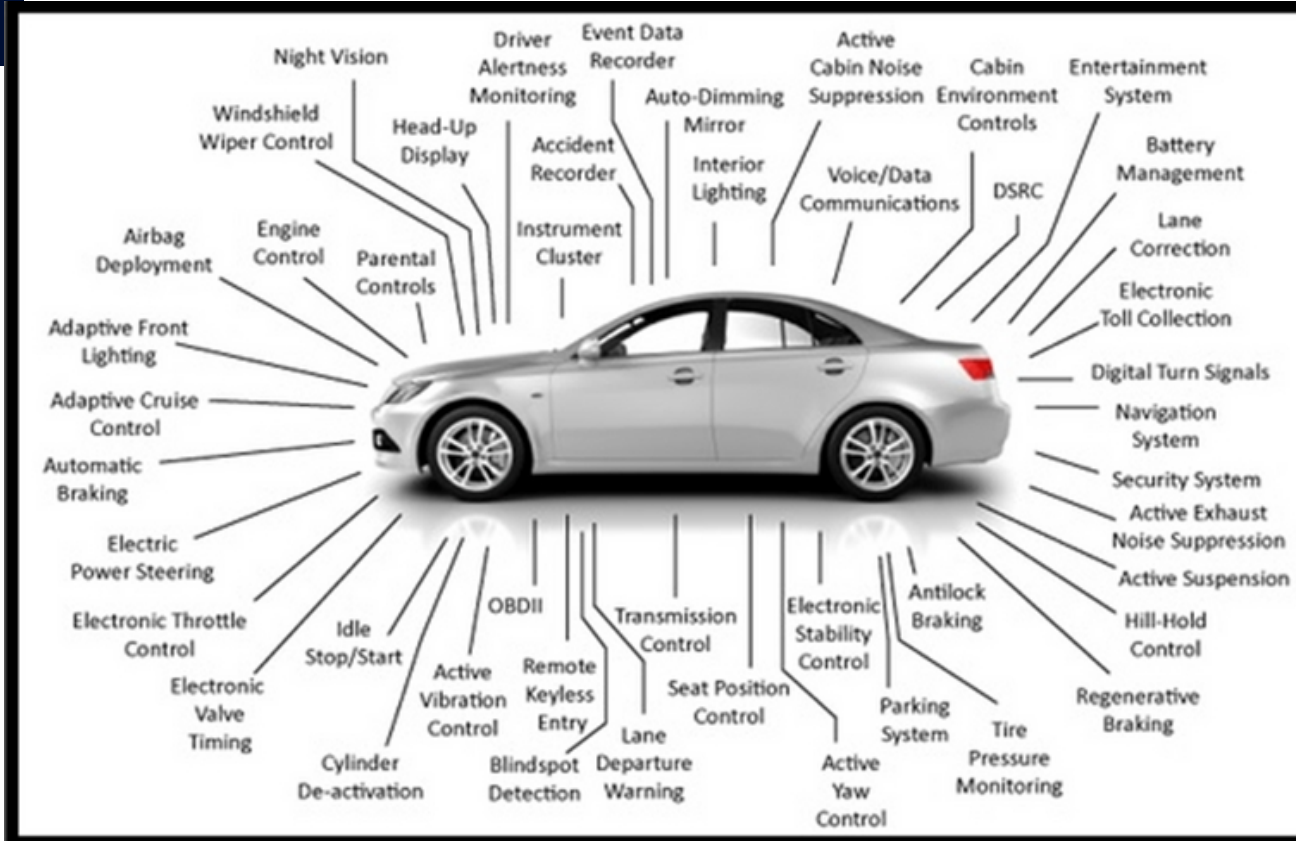 Night Vision
Driver
Alertness
Monitoring
Event Data
Recorder
Active
Cabin Noise
Suppression
Cabin
Environment
Controls
Entertainment
System
Windshield
Wiper Control
Head-Up
Display
Accident
Recorder
Auto-Dimming
Mirror
Interior
Lighting
Voice/Data
Communications
DSRC
Battery
Management
Airbag
Deployment
Engine
Control
Parental
Controls
Instrument
Cluster
Lane
Correction
Electronic
Toll Collection
Adaptive Front
Lighting
Digital Turn Signals
Adaptive Cruise
Control
Navigation
System
Automatic
Braking
Security System
Active Exhaust
Noise Suppression
Electric
Power Steering
Active Suspension
Electronic Throttle
Control
Idle
Stop/Start
OBDII
Transmission
Control
Electronic
Stability
Control
Antilock
Braking
Hill-Hold
Control
Electronic
Valve
Timing
Active
Vibration
Control
Remote
Keyless
Entry
Seat Position
Control
Parking
System
Regenerative
Braking
Cylinder
De-activation
Blindspot
Detection
Lane
Departure
Warning
Active
Yaw
Control
Tire
Pressure
Monitoring